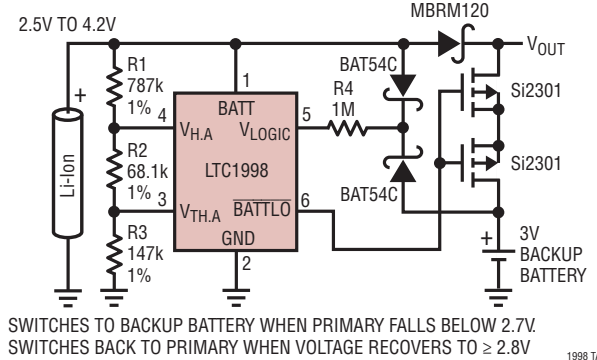 2.5V TO 4.2V
MBRM120
VOUT
BAT54C
R1
787k
1%
R4
1M
Si2301
1
BATT
4
VH.A
VLOGIC
5
+
Li-Ion
R2
68.1k
1%
LTC1998
BAT54C
Si2301
3
VTH.A
BATTLO
6
GND
2
R3
147k
1%
+
3V
BACKUP
BATTERY
SWITCHES TO BACKUP BATTERY WHEN PRIMARY FALLS BELOW 2.7V.
SWITCHES BACK TO PRIMARY WHEN VOLTAGE RECOVERS TO ≥ 2.8V
1998 TA